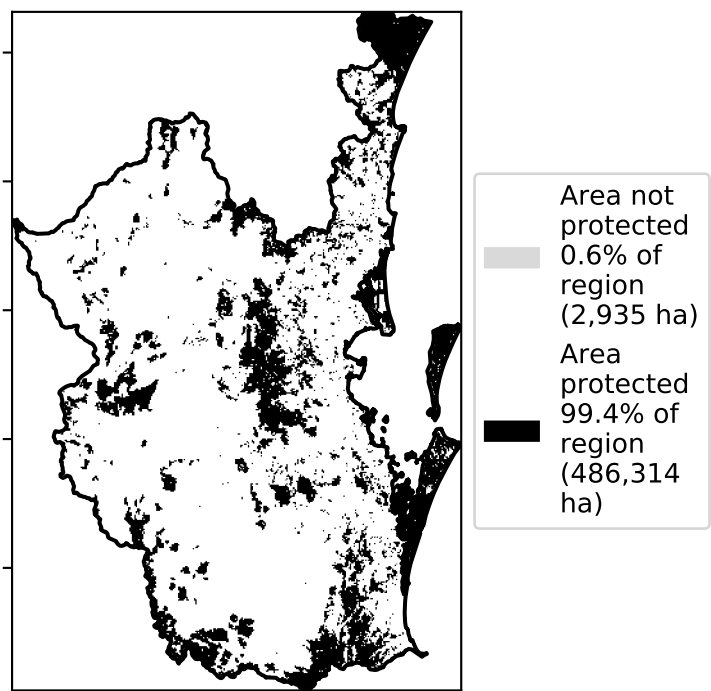 Area not
protected
0.6% of
region
(2,935 ha)
Area
protected
99.4% of
region
(486,314
ha)